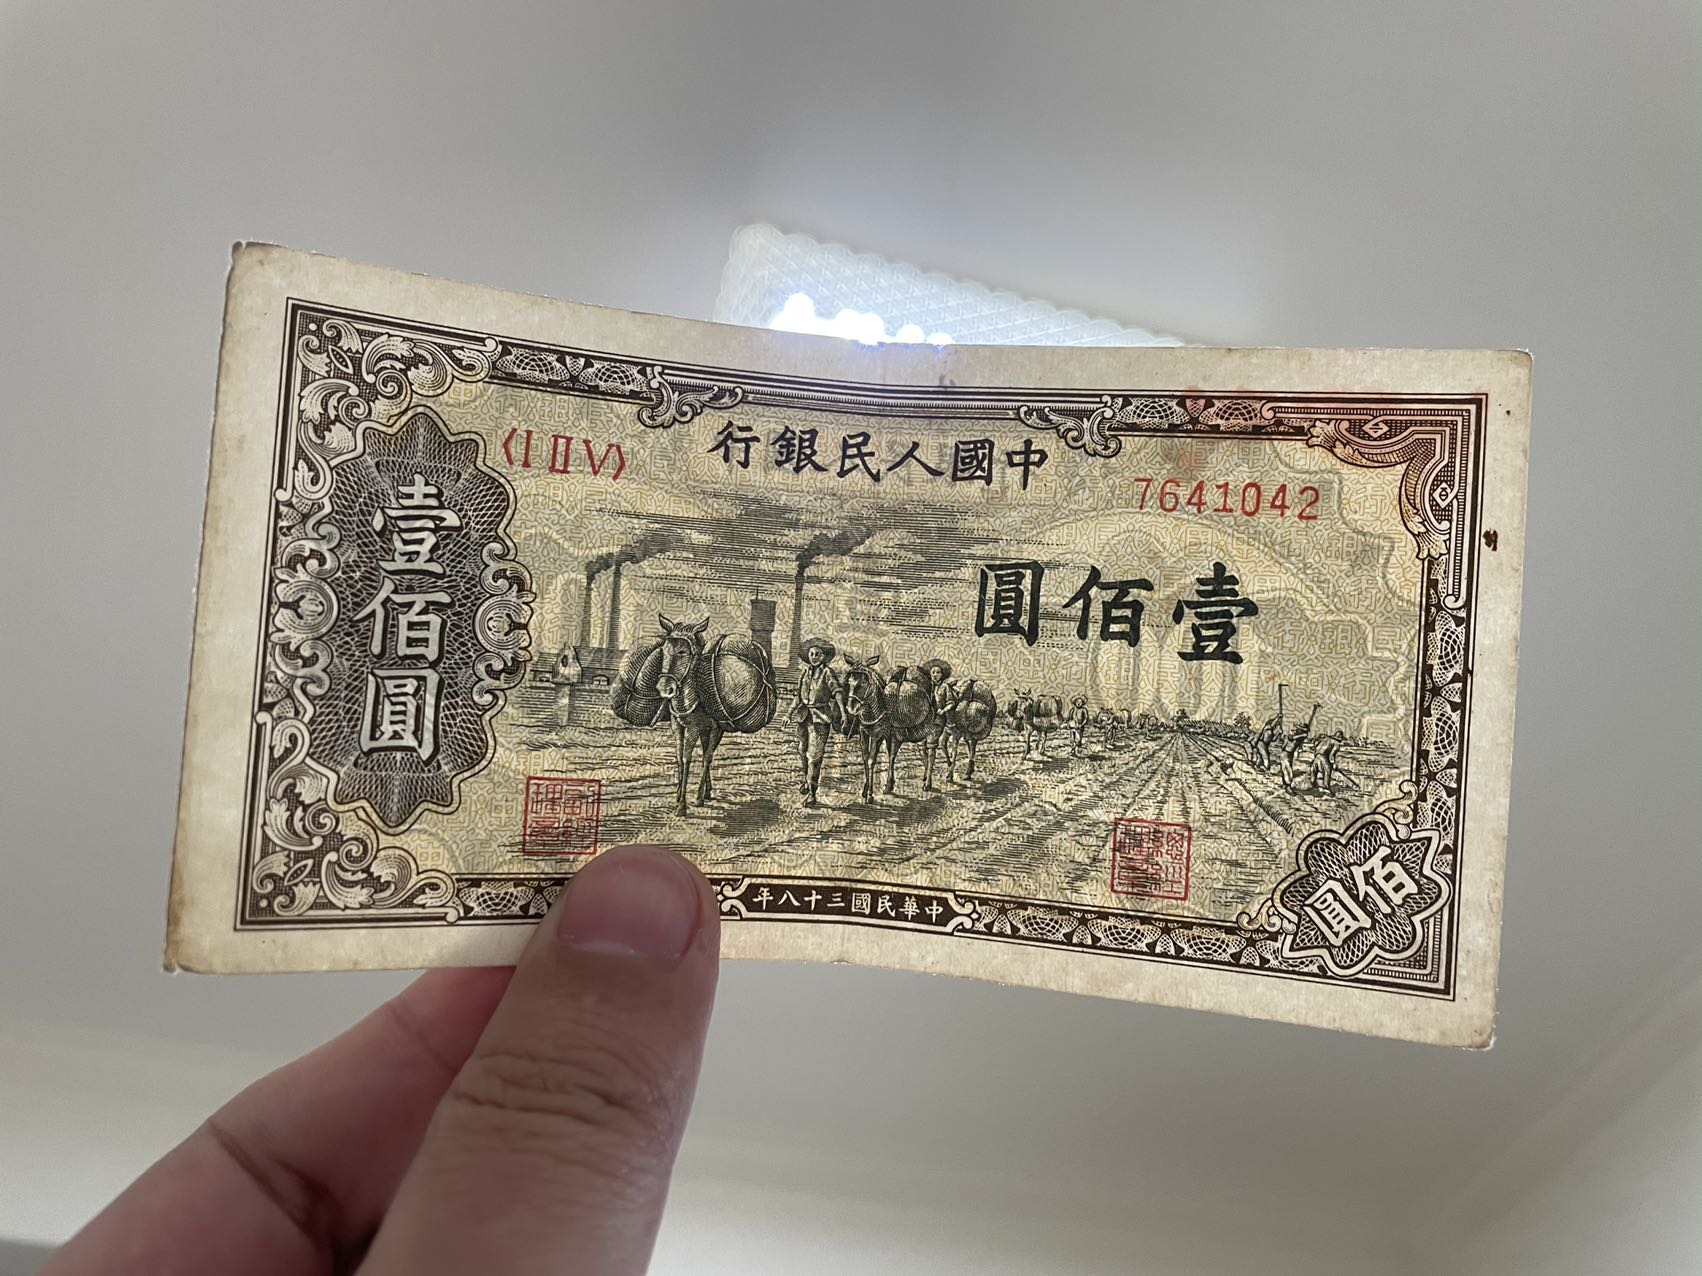 中國人民銀行
〈I II V〉
7641042
壹佰圓
壹佰圓
佰圓
中華民國三十八年